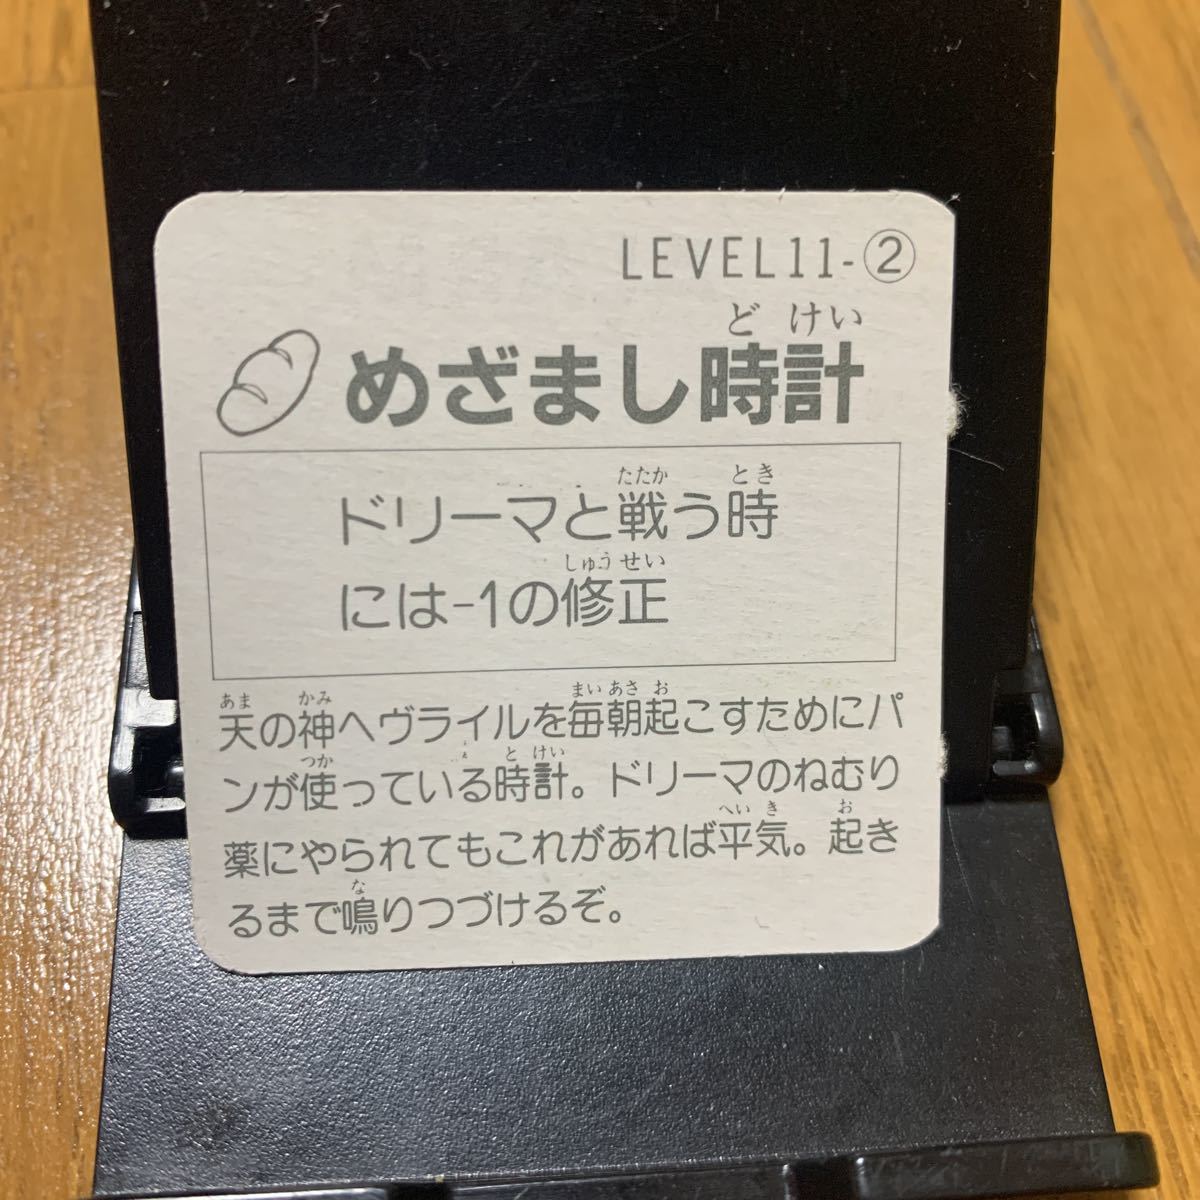 LEVEL11-②
どけい
めざまし時計
たたか とき
ドリーマと戦う時
しゅうせい
には-1の修正
あま かみ まいあさ お
天の神ヘヴライルを毎朝起こすためにパ
つか とけい
ンが使っている時計。ドリーマのねむり
へいき お
薬にやられてもこれがあれば平気。起き
な
るまで鳴りつづけるぞ。